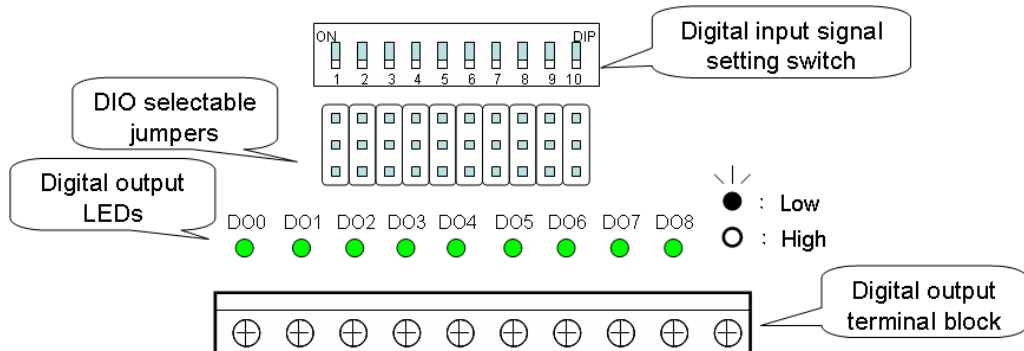 ON DIP
1 2 3 4 5 6 7 8 9 10
Digital input signal
setting switch
DIO selectable
jumpers
Digital output
LEDs
DO0 DO1 DO2 DO3 DO4 DO5 DO6 DO7 DO8
: Low
: High
Digital output
terminal block